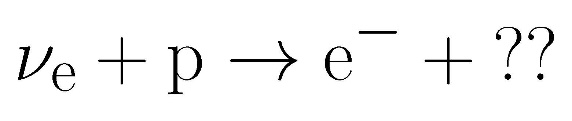 νₑ + p → e⁻ + ??